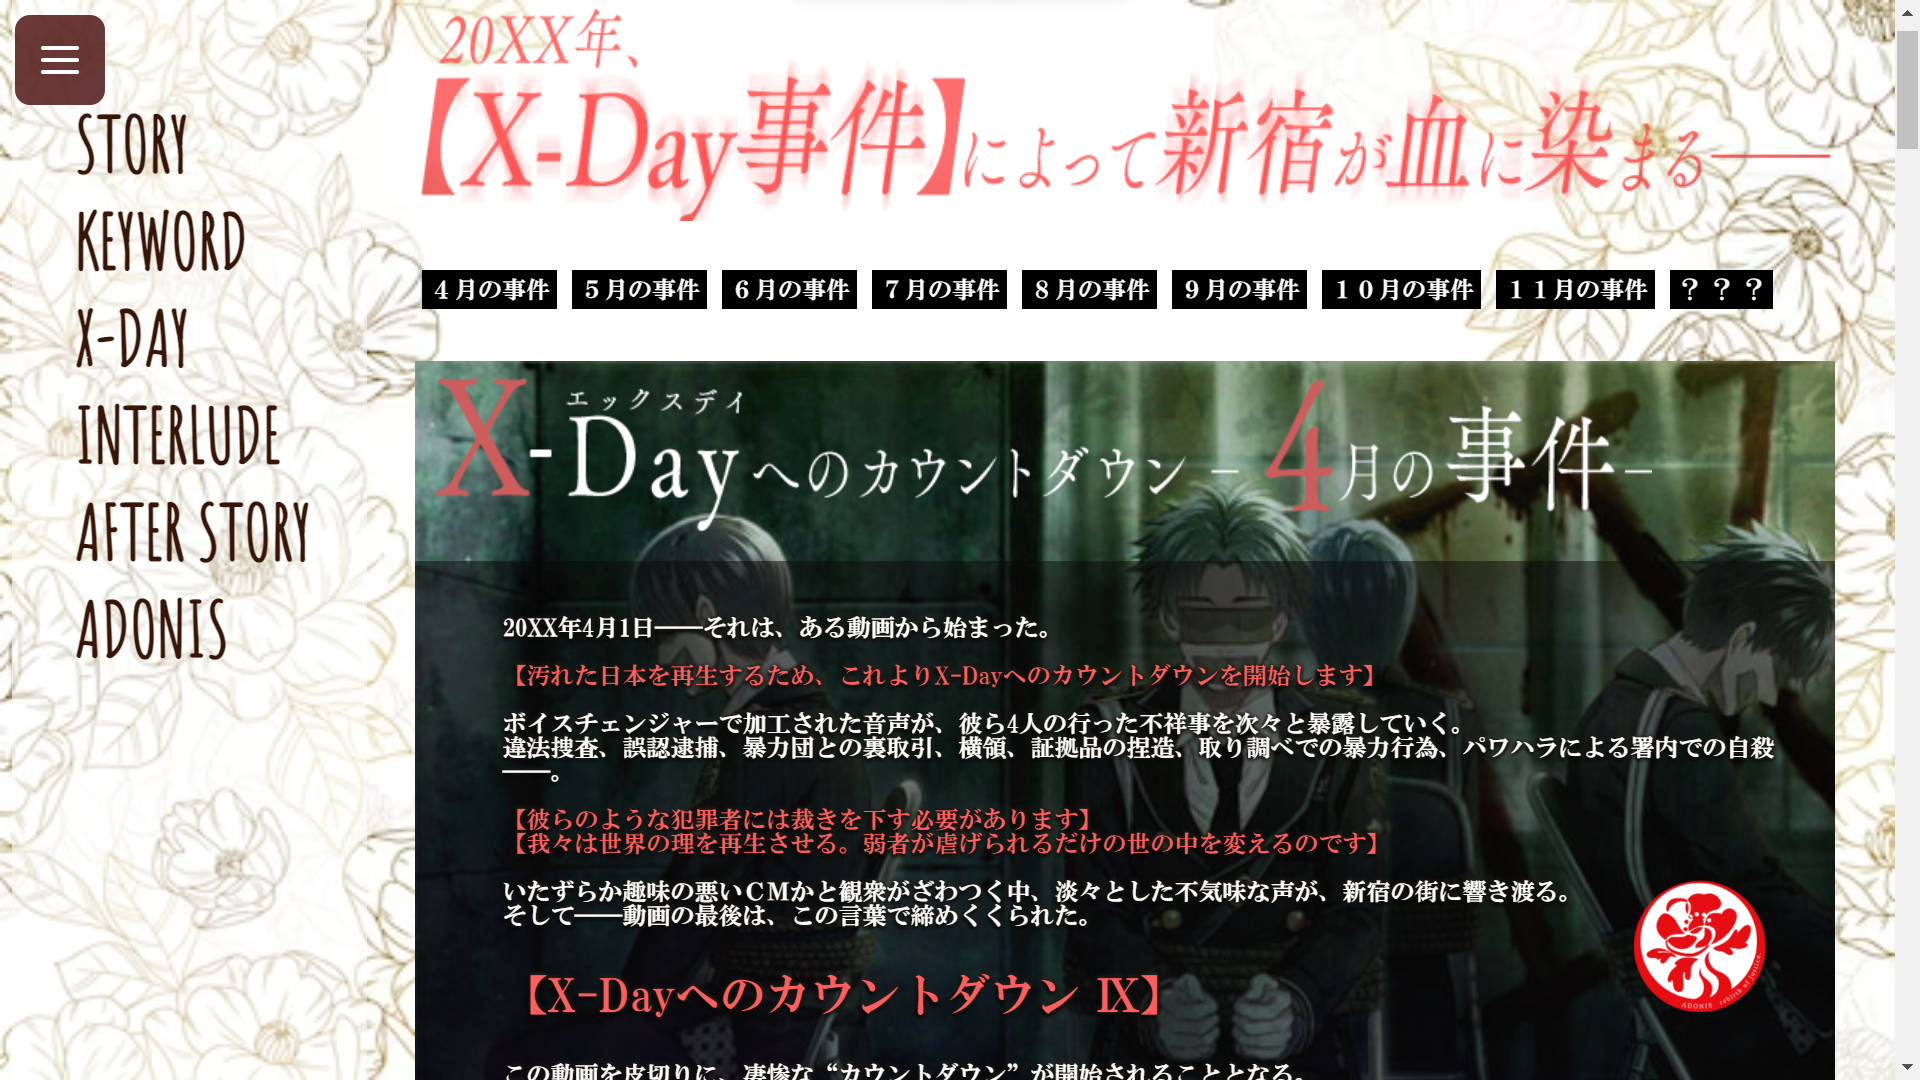 20XX年、
【X-Day事件】によって新宿が血に染まる――
STORY
KEYWORD
X-DAY
INTERLUDE
AFTER STORY
ADONIS
４月の事件
５月の事件
６月の事件
７月の事件
８月の事件
９月の事件
１０月の事件
１１月の事件
？？？
エックスデイ
X-Dayへのカウントダウン －4月の事件－
20XX年4月1日――それは、ある動画から始まった。
【汚れた日本を再生するため、これよりX-Dayへのカウントダウンを開始します】
ボイスチェンジャーで加工された音声が、彼ら4人の行った不祥事を次々と暴露していく。
違法捜査、誤認逮捕、暴力団との裏取引、横領、証拠品の捏造、取り調べでの暴力行為、パワハラによる署内での自殺
――。
【彼らのような犯罪者には裁きを下す必要があります】
【我々は世界の理を再生させる。弱者が虐げられるだけの世の中を変えるのです】
いたずらか趣味の悪いＣＭかと観衆がざわつく中、淡々とした不気味な声が、新宿の街に響き渡る。
そして――動画の最後は、この言葉で締めくくられた。
【X-Dayへのカウントダウン Ⅸ】
ADONIS rebirth of justice.
この動画を皮切りに、凄惨な“カウントダウン”が開始されることとなる。